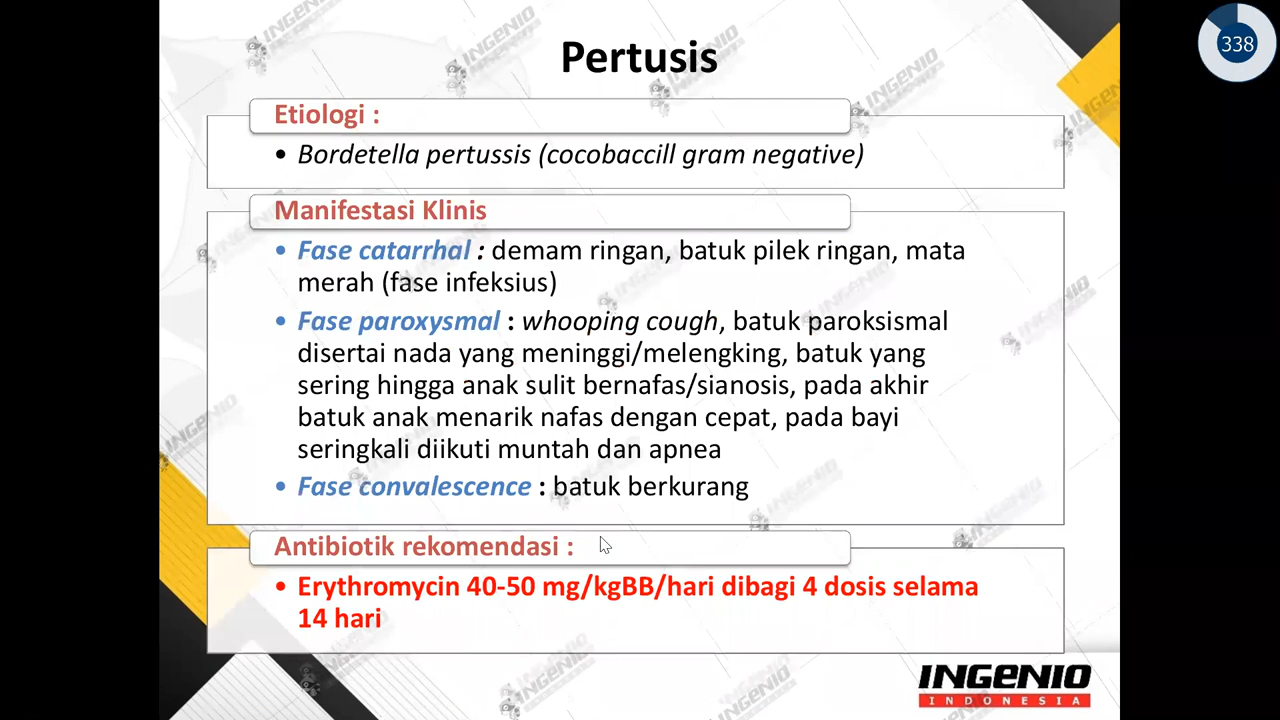 338
Pertusis
Etiologi :
• Bordetella pertussis (cocobaccill gram negative)
Manifestasi Klinis
• Fase catarrhal : demam ringan, batuk pilek ringan, mata
merah (fase infeksius)
• Fase paroxysmal : whooping cough, batuk paroksismal
disertai nada yang meninggi/melengking, batuk yang
sering hingga anak sulit bernafas/sianosis, pada akhir
batuk anak menarik nafas dengan cepat, pada bayi
seringkali diikuti muntah dan apnea
• Fase convalescence : batuk berkurang
Antibiotik rekomendasi :
• Erythromycin 40-50 mg/kgBB/hari dibagi 4 dosis selama
14 hari
INGENIO
INDONESIA